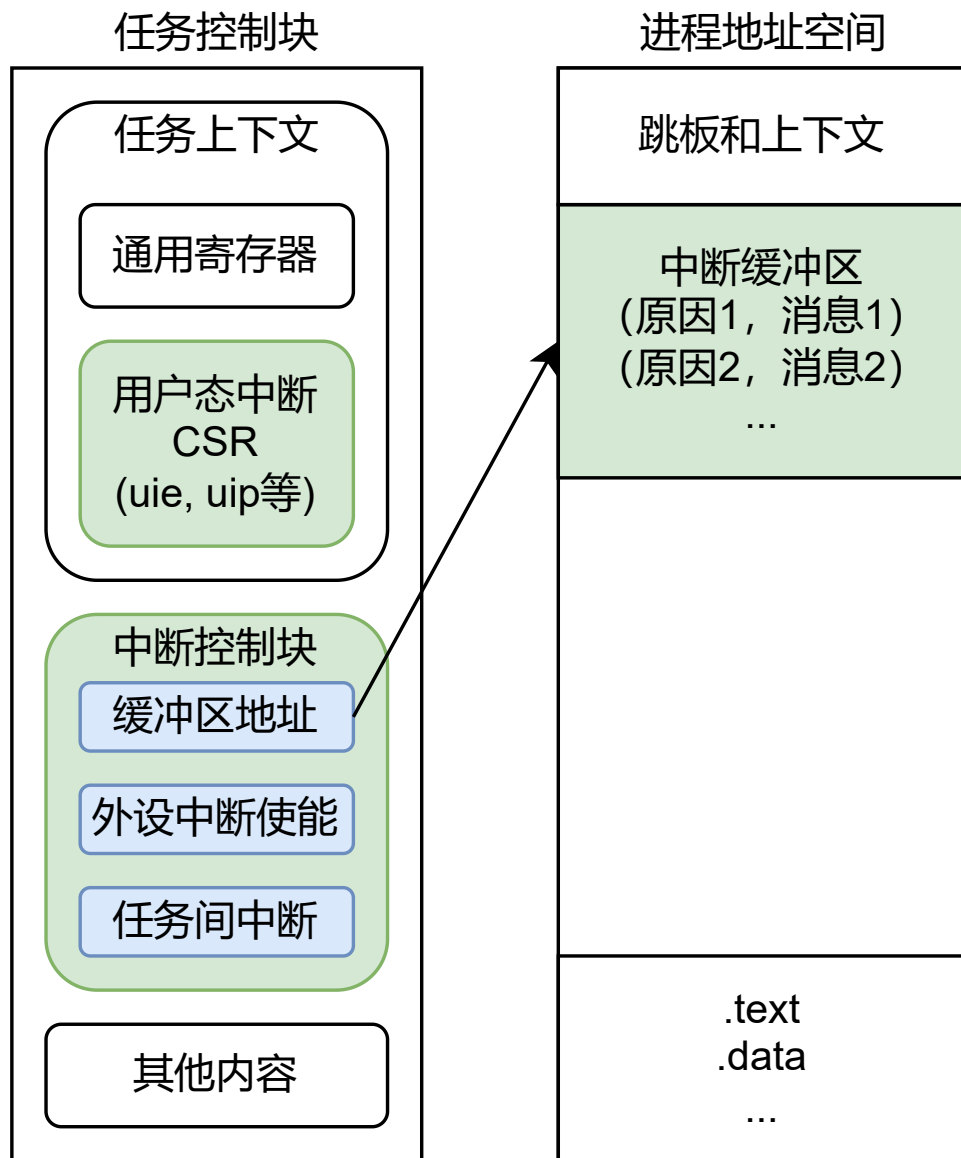 任务控制块
任务上下文
通用寄存器
用户态中断
CSR
(uie, uip等)
中断控制块
缓冲区地址
外设中断使能
任务间中断
其他内容
进程地址空间
跳板和上下文
中断缓冲区
（原因1，消息1）
（原因2，消息2）
...
.text
.data
...